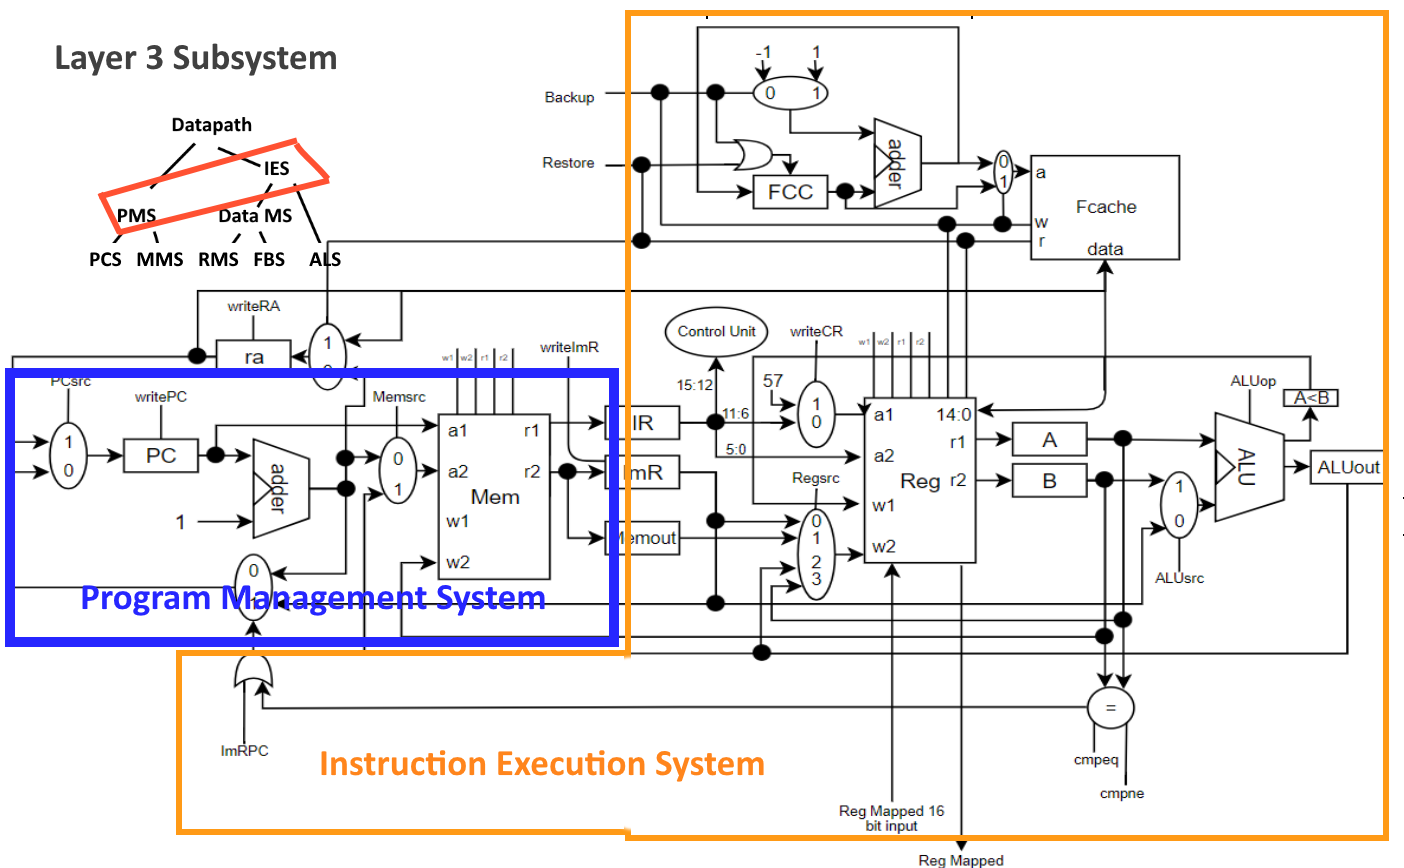 Layer 3 Subsystem
Datapath
IES
PMS
Data MS
PCS MMS RMS FBS ALS
Backup
Restore
-1 1
0 1
adder
FCC
0
1
a
Fcache
w
r
data
writeRA
ra
1
PCsrc
writePC
1
0
PC
adder
1
Memsrc
0
1
w1 w2 r1 r2
a1
a2
Mem
w1
w2
r1
r2
0
writeImR
IR
ImR
Memout
Control Unit
15:12
11:6
5:0
writeCR
57
1
0
Regsrc
0
1
2
3
w1 w2 r1 r2
a1
14:0
a2
r1
Reg
r2
w1
w2
A
B
ALUop
A<B
ALU
ALUout
1
0
ALUsrc
Program Management System
ImRPC
=
cmpeq
cmpne
Instruction Execution System
Reg Mapped 16
bit input
Reg Mapped